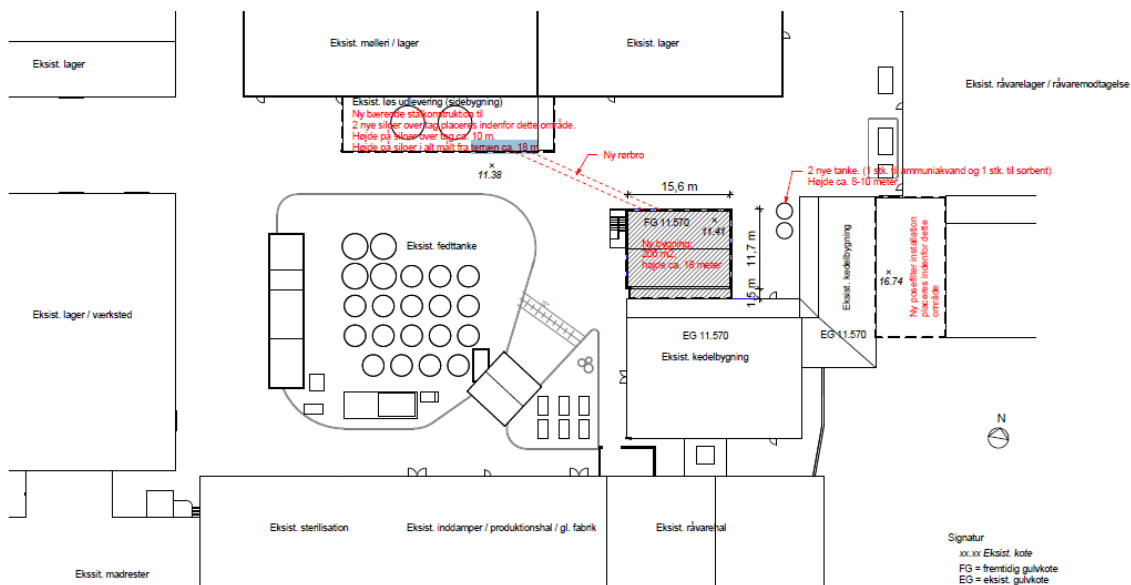 Eksist. mølleri / lager
Eksist. lager
Eksist. lager
Eksist. råvarelager / råvaremodtagelse
Eksist. løs udlevering (sidebygning)
Ny bærende stålkonstruktion til
2 nye siloer over tag placeres indenfor dette område.
Højde på siloer over tag ca. 10 m.
Højde på siloer i alt målt fra terræn ca. 18 m
Ny rørbro
11.38
2 nye tanke. (1 stk. til ammuniakvand og 1 stk. til sorbent)
Højde ca. 8-10 meter
15,6 m
FG 11.570
11.41
Ny bygning:
200 m2,
højde ca. 18 meter
11,7 m
1,5 m
Eksist. fedttanke
Eksist. kedelbygning
16.74
Ny posefilter installation
placeres indenfor dette
område
Eksist. lager / værksted
EG 11.570
EG 11.570
Eksist. kedelbygning
N
Eksist. sterilisation
Eksist. inddamper / produktionshal / gl. fabrik
Eksist. råvarehal
Signatur
xx.xx Eksist. kote
FG = fremtidig gulvkote
EG = eksist. gulvkote
Ekssit. madrester